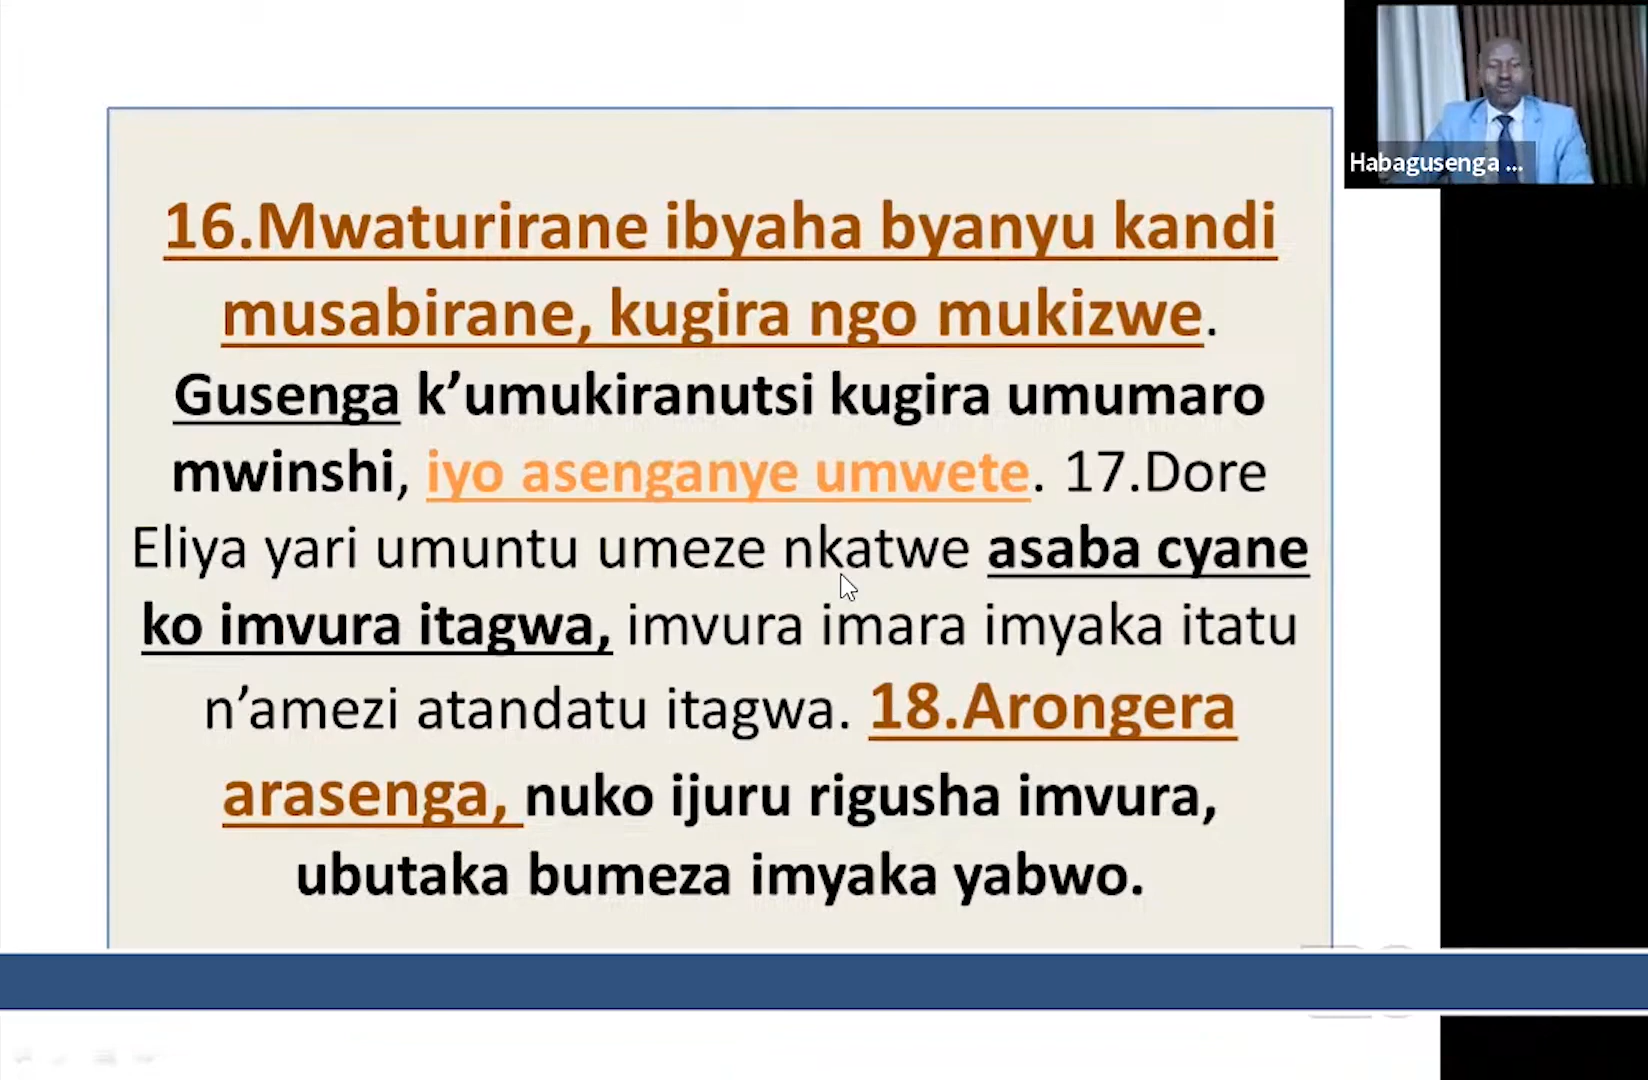 Habagusenga ...
16.Mwaturirane ibyaha byanyu kandi
musabirane, kugira ngo mukizwe.
Gusenga k’umukiranutsi kugira umumaro
mwinshi, iyo asenganye umwete. 17.Dore
Eliya yari umuntu umeze nkatwe asaba cyane
ko imvura itagwa, imvura imara imyaka itatu
n’amezi atandatu itagwa. 18.Arongera
arasenga, nuko ijuru rigusha imvura,
ubutaka bumeza imyaka yabwo.